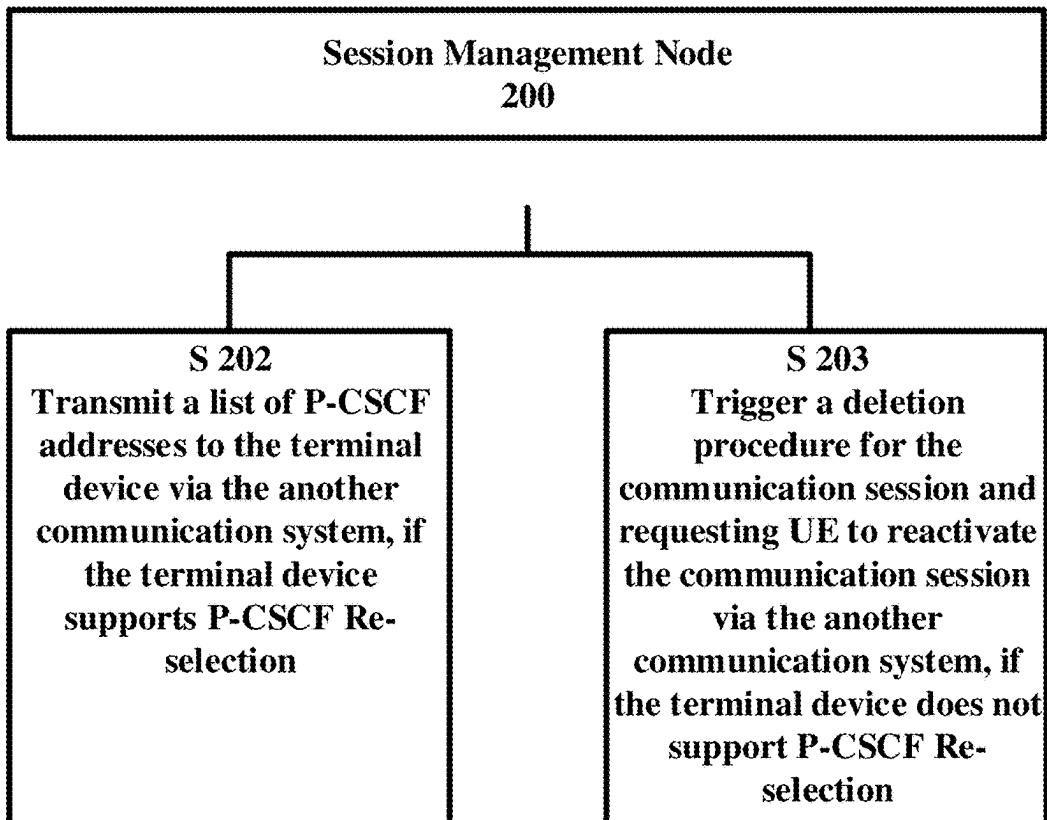 Session Management Node
200
S 202
Transmit a list of P-CSCF
addresses to the terminal
device via the another
communication system, if
the terminal device
supports P-CSCF Re-
selection
S 203
Trigger a deletion
procedure for the
communication session and
requesting UE to reactivate
the communication session
via the another
communication system, if
the terminal device does not
support P-CSCF Re-
selection